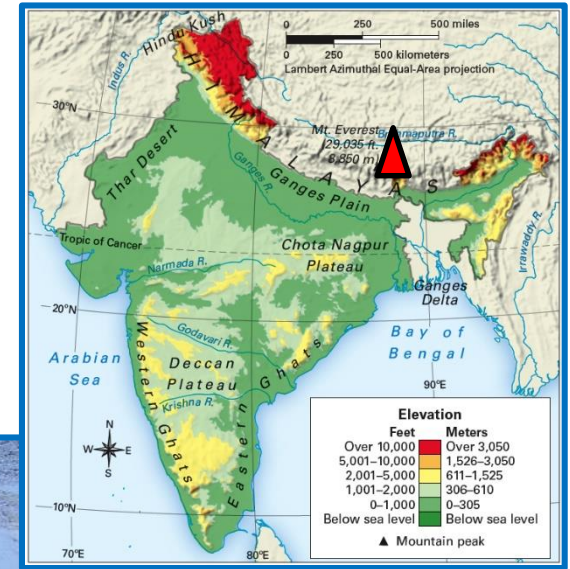 0 500 miles
0 250 500 kilometers
Lambert Azimuthal Equal-Area projection
Hindu Kush
Indus R.
HIMALAYAS
30°N
Mt. Everest
29,035 ft.
8,850 m
Brahmaputra R.
Thar Desert
Ganges R.
Ganges Plain
Irrawaddy R.
Tropic of Cancer
Chota Nagpur
Plateau
Narmada R.
Ganges
Delta
20°N
Godavari R.
Western Ghats
Arabian
Sea
Deccan
Plateau
Eastern Ghats
Bay of
Bengal
Krishna R.
90°E
N
W E
S
Elevation
Feet Meters
Over 10,000 Over 3,050
5,001–10,000 1,526–3,050
2,001–5,000 611–1,525
1,001–2,000 306–610
0–1,000 0–305
Below sea level Below sea level
▲ Mountain peak
10°N
70°E 80°E